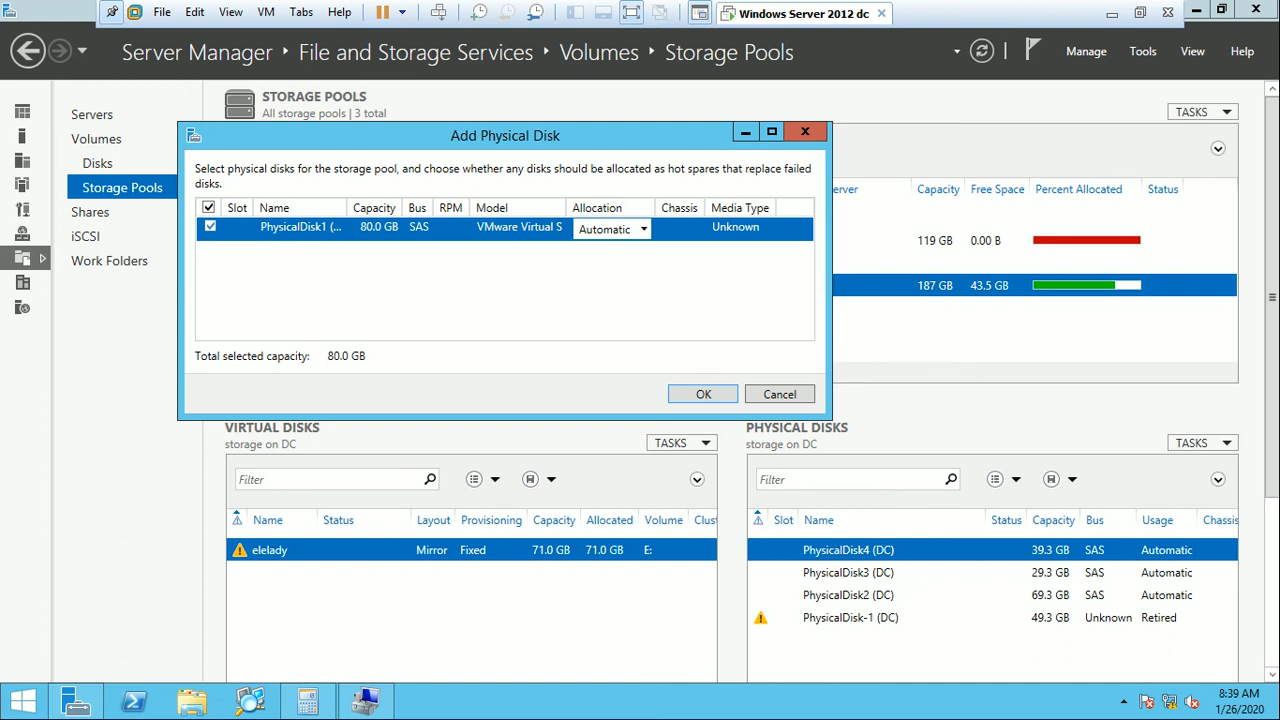 File Edit View VM Tabs Help
Windows Server 2012 dc
Server Manager File and Storage Services Volumes Storage Pools
Manage Tools View Help
Servers
Volumes
Disks
Storage Pools
Shares
iSCSI
Work Folders
STORAGE POOLS
All storage pools | 3 total
TASKS
erver Capacity Free Space Percent Allocated Status
119 GB 0.00 B
187 GB 43.5 GB
Add Physical Disk
Select physical disks for the storage pool, and choose whether any disks should be allocated as hot spares that replace failed
disks.
Slot Name Capacity Bus RPM Model Allocation Chassis Media Type
PhysicalDisk1 (... 80.0 GB SAS VMware Virtual S Automatic Unknown
Total selected capacity: 80.0 GB
OK Cancel
VIRTUAL DISKS
storage on DC
TASKS
Filter
Name Status Layout Provisioning Capacity Allocated Volume Clus
elelady Mirror Fixed 71.0 GB 71.0 GB E:
PHYSICAL DISKS
storage on DC
TASKS
Filter
Slot Name Status Capacity Bus Usage Chassis
PhysicalDisk4 (DC) 39.3 GB SAS Automatic
PhysicalDisk3 (DC) 29.3 GB SAS Automatic
PhysicalDisk2 (DC) 69.3 GB SAS Automatic
PhysicalDisk-1 (DC) 49.3 GB Unknown Retired
8:39 AM
1/26/2020